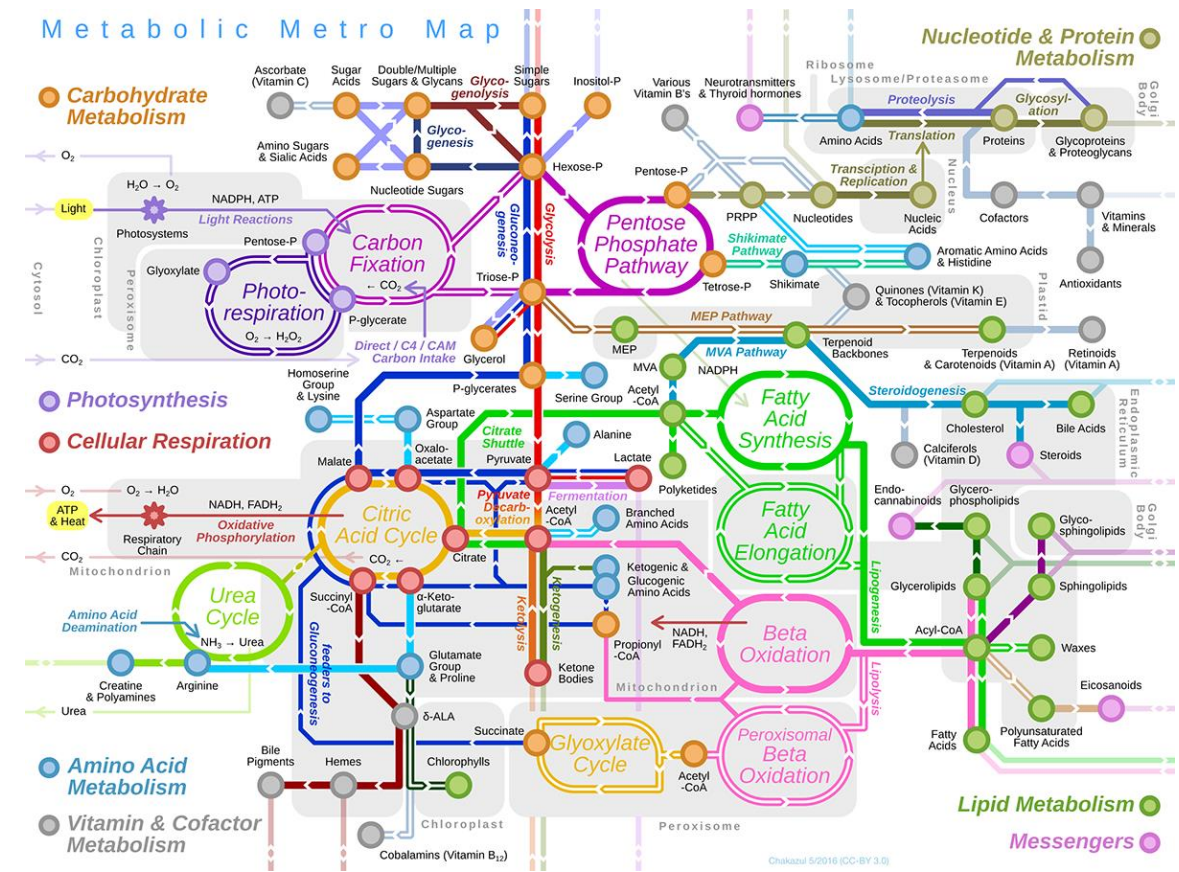 Metabolic Metro Map
Carbohydrate
Metabolism
Nucleotide & Protein
Metabolism
Ascorbate
(Vitamin C)
Sugar
Acids
Double/Multiple
Sugars & Glycans
Glyco-
genolysis
Simple
Sugars
Inositol-P
Various
Vitamin B's
Neurotransmitters
& Thyroid hormones
Ribosome
Lysosome/Proteasome
Proteolysis
Glycosyl-
ation
Golgi
Body
Amino Acids
Translation
Proteins
Glycoproteins
& Proteoglycans
Amino Sugars
& Sialic Acids
Glyco-
genesis
Nucleotide Sugars
Hexose-P
Pentose-P
PRPP
Nucleotides
Transciption &
Replication
Nucleic
Acids
Nucleus
Cofactors
Vitamins
& Minerals
Antioxidants
O₂
H₂O → O₂
Light
NADPH, ATP
Light Reactions
Photosystems
Pentose-P
Carbon
Fixation
← CO₂
Glyoxylate
Photo-
respiration
O₂ → H₂O₂
P-glycerate
Direct / C4 / CAM
Carbon Intake
CO₂
Cytosol
Chloroplast
Peroxisome
Gluconeo-
genesis
Glycolysis
Triose-P
Glycerol
Pentose
Phosphate
Pathway
Tetrose-P
Shikimate
Pathway
Shikimate
Aromatic Amino Acids
& Histidine
Quinones (Vitamin K)
& Tocopherols (Vitamin E)
Plastid
MEP Pathway
MEP
MVA Pathway
Terpenoid
Backbones
Terpenoids
& Carotenoids (Vitamin A)
Retinoids
(Vitamin A)
Photosynthesis
Cellular Respiration
Homoserine
Group
& Lysine
Aspartate
Group
P-glycerates
Serine Group
MVA
NADPH
Acetyl
-CoA
Polyketides
Fatty
Acid
Synthesis
Fatty
Acid
Elongation
Steroidogenesis
Cholesterol
Bile Acids
Endoplasmic
Reticulum
Calciferols
(Vitamin D)
Steroids
Citrate
Shuttle
Alanine
Malate
Oxalo-
acetate
Pyruvate
Lactate
Fermentation
Pyruvate
Decarb-
oxylation
Acetyl
-CoA
Branched
Amino Acids
O₂
O₂ → H₂O
ATP
& Heat
NADH, FADH₂
Oxidative
Phosphorylation
Respiratory
Chain
CO₂
Mitochondrion
Citric
Acid Cycle
CO₂ ←
Citrate
Succinyl
-CoA
α-Keto-
glutarate
Ketogenic &
Glucogenic
Amino Acids
Propionyl
-CoA
Ketolysis
Ketogenesis
Ketone
Bodies
Endo-
cannabinoids
Glycero-
phospholipids
Glyco-
sphingolipids
Golgi
Body
Glycerolipids
Sphingolipids
Acyl-CoA
Waxes
Lipogenesis
Lipolysis
Eicosanoids
Polyunsaturated
Fatty Acids
Fatty
Acids
Urea
Cycle
NH₃ → Urea
Amino Acid
Deamination
Creatine
& Polyamines
Arginine
Urea
feeders to
Gluconeogenesis
Glutamate
Group
& Proline
NADH,
FADH₂
Beta
Oxidation
Mitochondrion
δ-ALA
Succinate
Glyoxylate
Cycle
Acetyl
-CoA
Peroxisomal
Beta
Oxidation
Peroxisome
Bile
Pigments
Hemes
Chlorophylls
Chloroplast
Cobalamins (Vitamin B₁₂)
Amino Acid
Metabolism
Vitamin & Cofactor
Metabolism
Lipid Metabolism
Messengers
Chakazul 5/2016 (CC-BY 3.0)